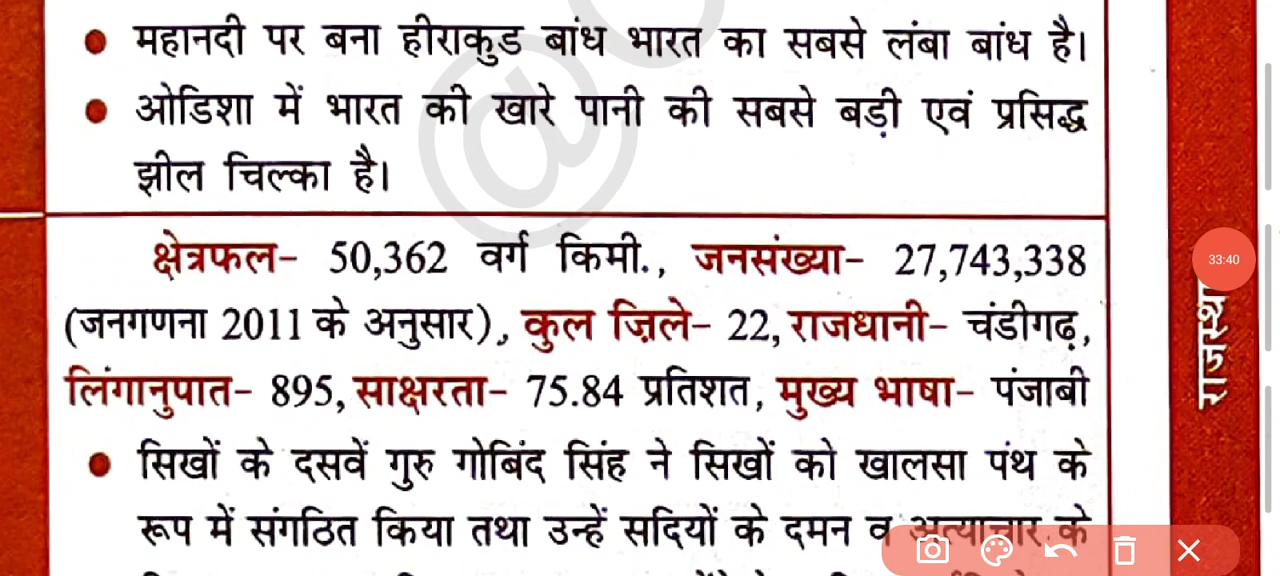 • महानदी पर बना हीराकुड बांध भारत का सबसे लंबा बांध है।
• ओडिशा में भारत की खारे पानी की सबसे बड़ी एवं प्रसिद्ध
झील चिल्का है।
क्षेत्रफल- 50,362 वर्ग किमी., जनसंख्या- 27,743,338
(जनगणना 2011 के अनुसार), कुल ज़िले- 22, राजधानी- चंडीगढ़,
लिंगानुपात- 895, साक्षरता- 75.84 प्रतिशत, मुख्य भाषा- पंजाबी
• सिखों के दसवें गुरु गोबिंद सिंह ने सिखों को खालसा पंथ के
रूप में संगठित किया तथा उन्हें सदियों के दमन व अत्याचार के
33:40